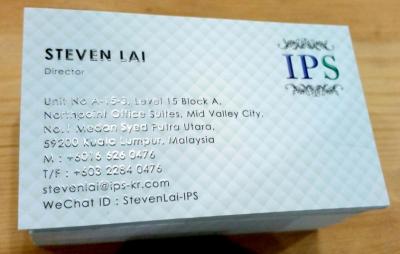 STEVEN LAI
Director
IPS
Unit No A-15-3, Level 15 Block A,
Northpoint Office Suites, Mid Valley City,
No.1 Medan Syed Putra Utara,
59200 Kuala Lumpur, Malaysia
M : +6016 626 0476
T/F : +603 2284 0476
stevenlai@ips-kr.com
WeChat ID : StevenLai-IPS